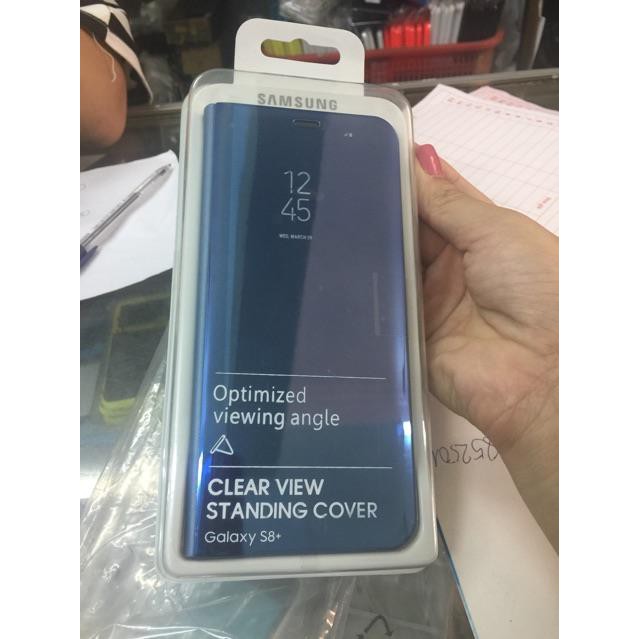 SAMSUNG
12
45
WED, MARCH 29
Optimized
viewing angle
CLEAR VIEW
STANDING COVER
Galaxy S8+